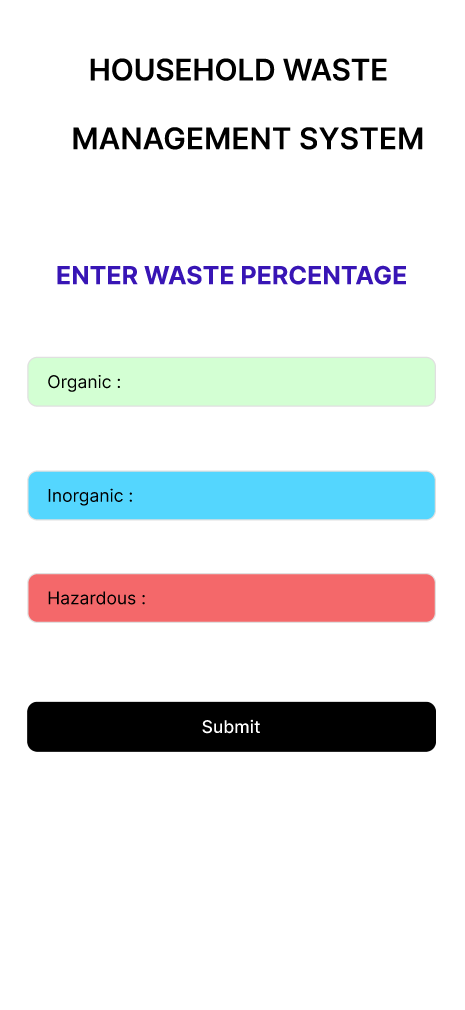 HOUSEHOLD WASTE
MANAGEMENT SYSTEM
ENTER WASTE PERCENTAGE
Organic :
Inorganic :
Hazardous :
Submit